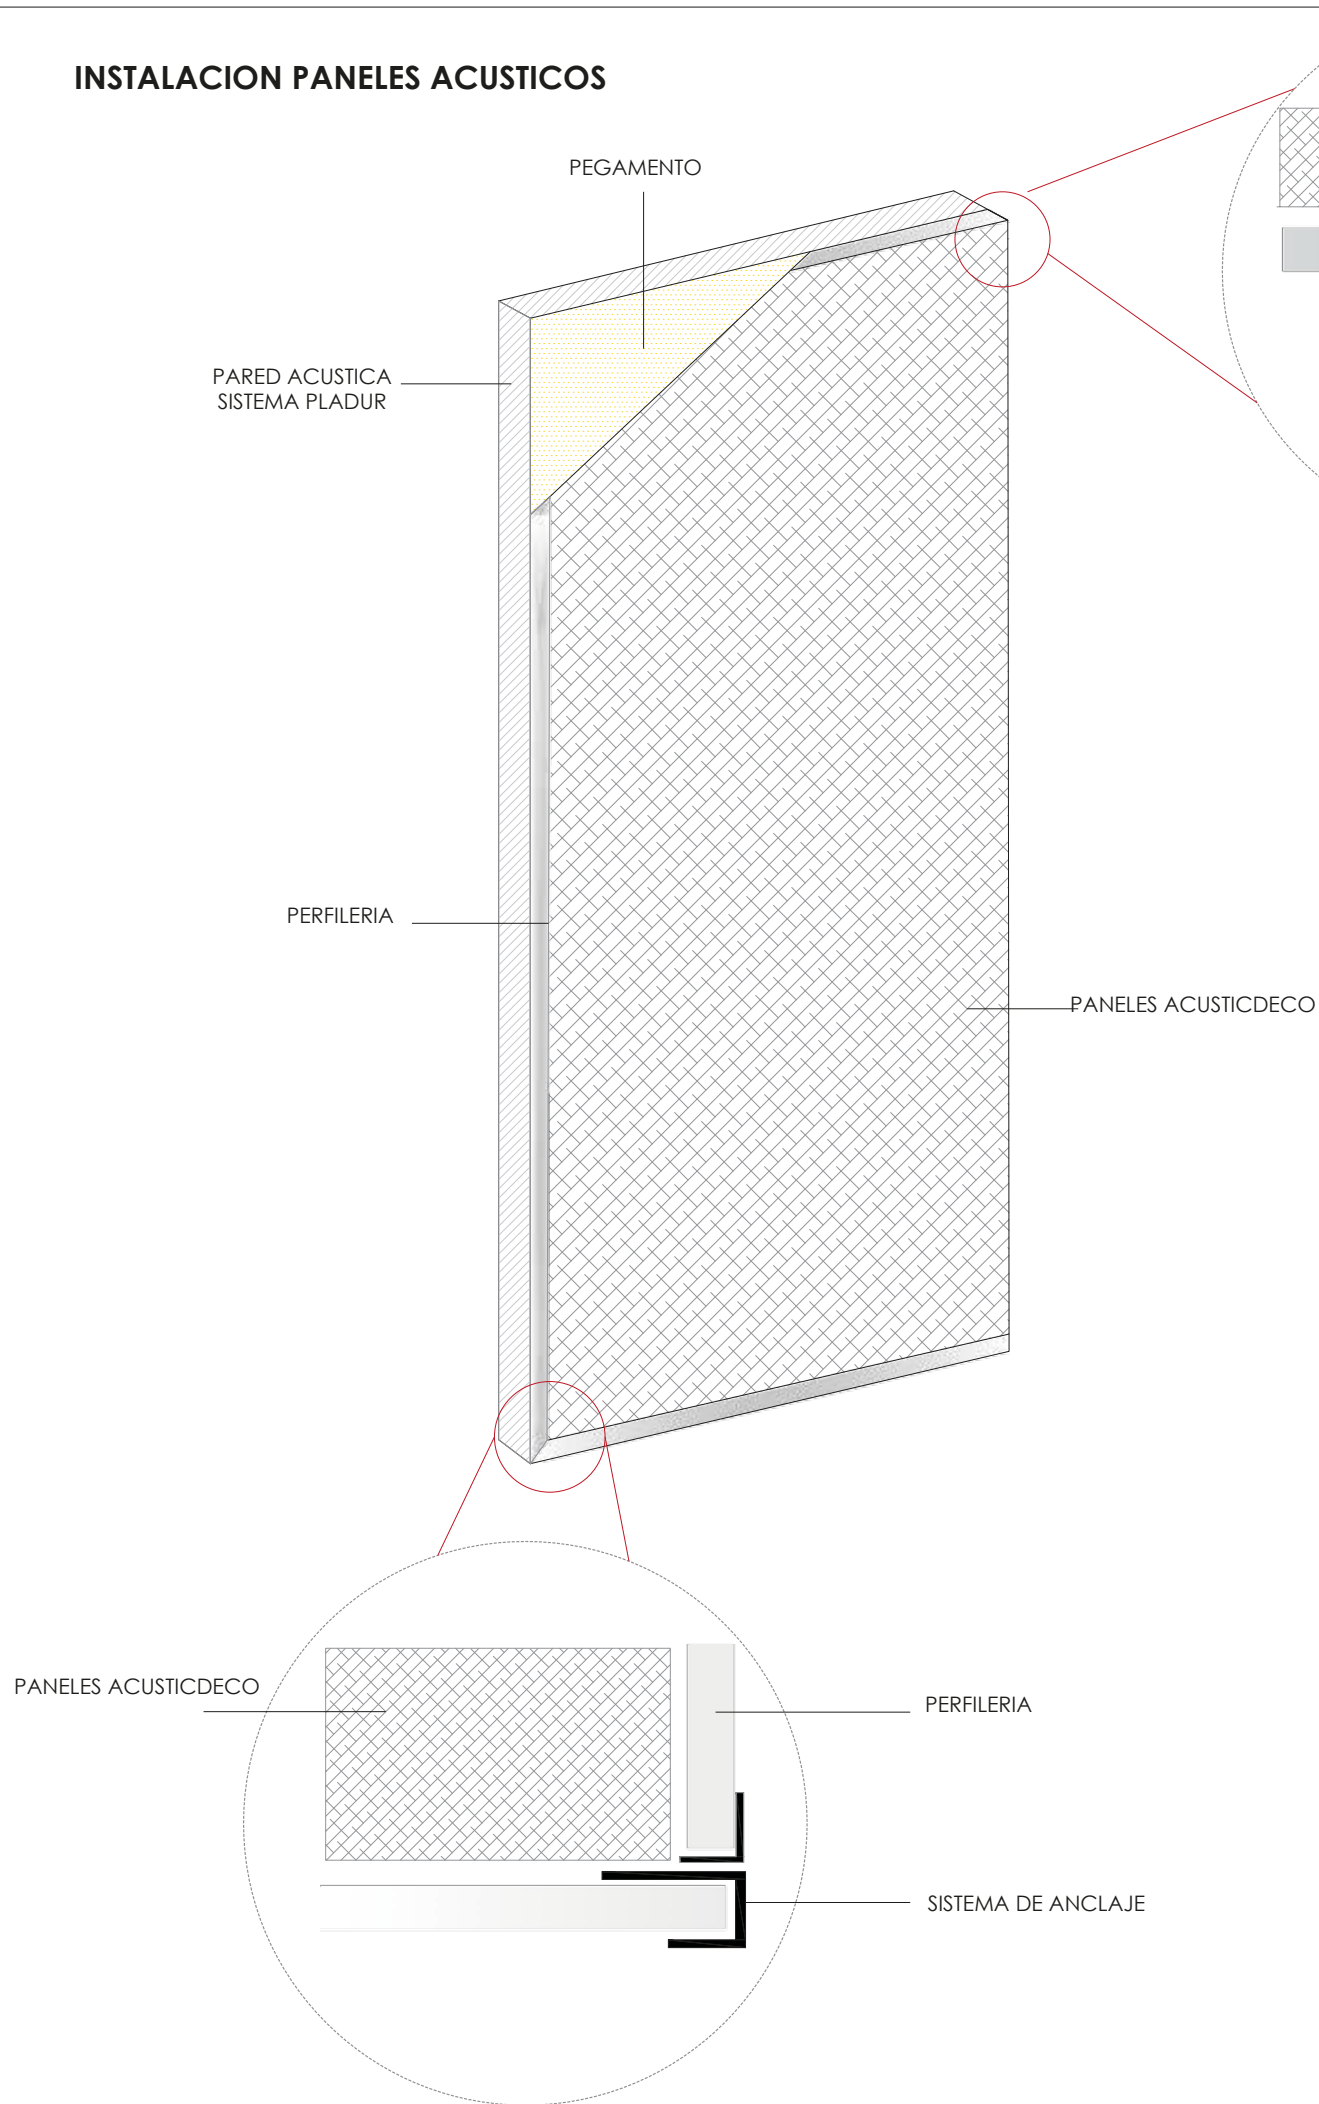 INSTALACION PANELES ACUSTICOS
PEGAMENTO
PARED ACUSTICA
SISTEMA PLADUR
PERFILERIA
PANELES ACUSTICDECO
PANELES ACUSTICDECO
PERFILERIA
SISTEMA DE ANCLAJE